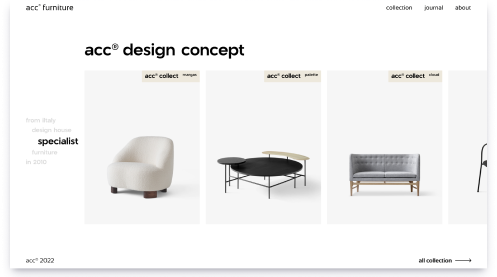 acc° furniture
collection journal about
acc® design concept
acc® collect morgan
acc® collect palette
acc® collect cloud
from italy
design house
specialist
furniture
in 2010
acc® 2022
all collection